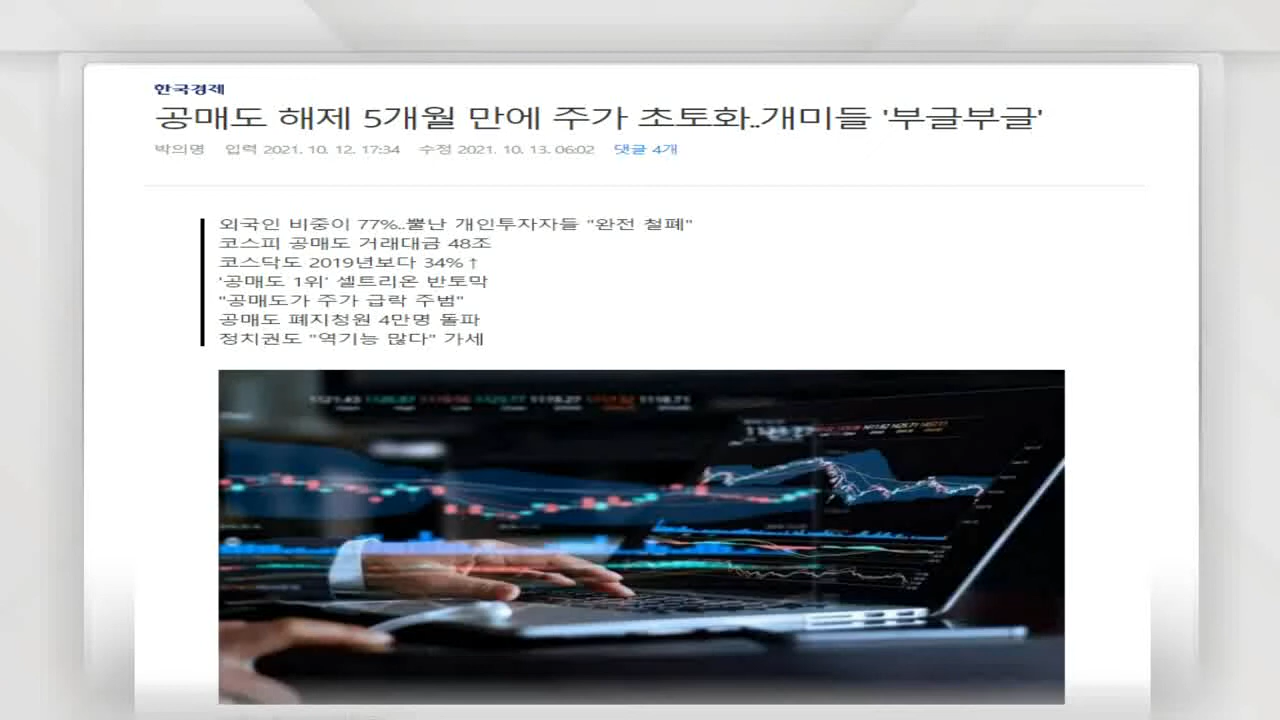 한국경제
공매도 해제 5개월 만에 주가 초토화..개미들 '부글부글'
박의명 입력 2021. 10. 12. 17:34 수정 2021. 10. 13. 06:02 댓글 4개
외국인 비중이 77%..뿔난 개인투자자들 "완전 철폐"
코스피 공매도 거래대금 48조
코스닥도 2019년보다 34%↑
'공매도 1위' 셀트리온 반토막
"공매도가 주가 급락 주범"
공매도 폐지청원 4만명 돌파
정치권도 "역기능 많다" 가세